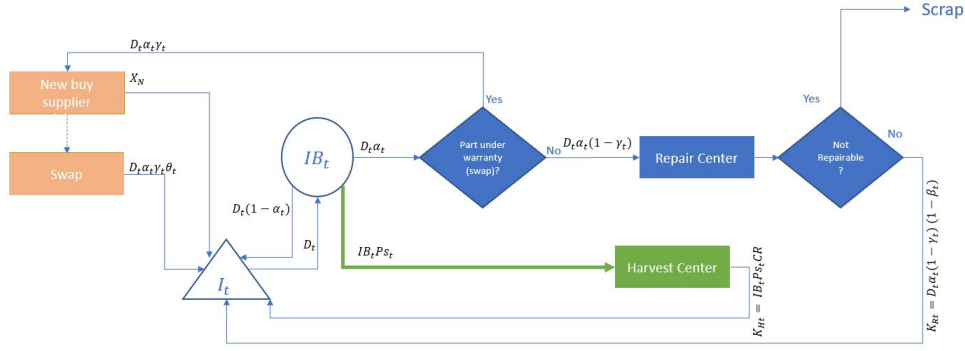 Scrap
D_t α_t γ_t
X_N
New buy
supplier
Yes
Yes
IB_t
D_t α_t
Part under
warranty
(swap)?
No
D_t α_t (1 − γ_t)
Repair Center
Not
Repairable
?
No
Swap
D_t α_t γ_t θ_t
D_t (1 − α_t)
D_t
IB_t Ps_t
I_t
Harvest Center
K_Ht = IB_t Ps_t CR
K_Rt = D_t α_t (1 − γ_t) (1 − β_t)